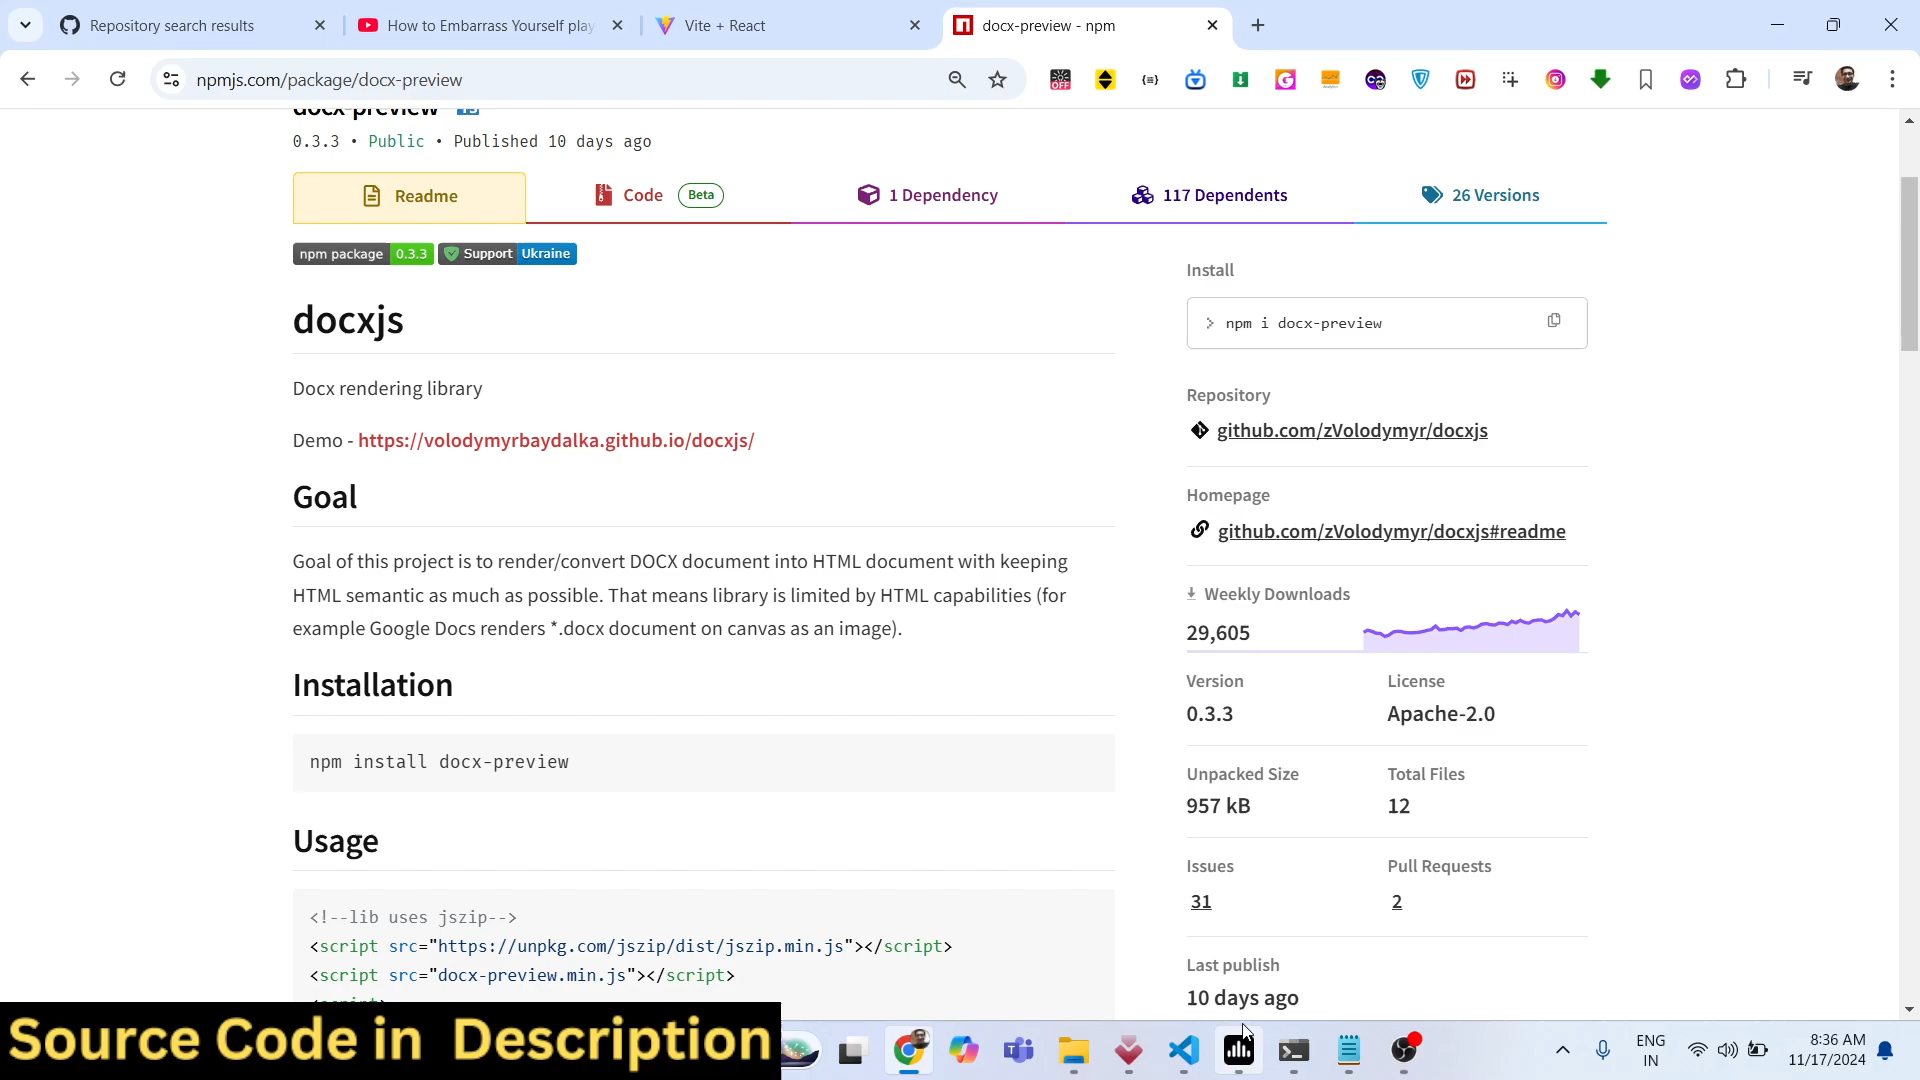 Repository search results
How to Embarrass Yourself play
Vite + React
docx-preview - npm
npmjs.com/package/docx-preview
docx-preview TS
0.3.3 • Public • Published 10 days ago
Readme
Code Beta
1 Dependency
117 Dependents
26 Versions
npm package 0.3.3 Support Ukraine
docxjs
Docx rendering library
Demo - https://volodymyrbaydalka.github.io/docxjs/
Goal
Goal of this project is to render/convert DOCX document into HTML document with keeping
HTML semantic as much as possible. That means library is limited by HTML capabilities (for
example Google Docs renders *.docx document on canvas as an image).
Installation
npm install docx-preview
Usage
<!--lib uses jszip-->
<script src="https://unpkg.com/jszip/dist/jszip.min.js"></script>
<script src="docx-preview.min.js"></script>
<script>
Install
> npm i docx-preview
Repository
github.com/zVolodymyr/docxjs
Homepage
github.com/zVolodymyr/docxjs#readme
Weekly Downloads
29,605
Version
License
0.3.3
Apache-2.0
Unpacked Size
Total Files
957 kB
12
Issues
Pull Requests
31
2
Last publish
10 days ago
Source Code in Description
ENG
IN
8:36 AM
11/17/2024